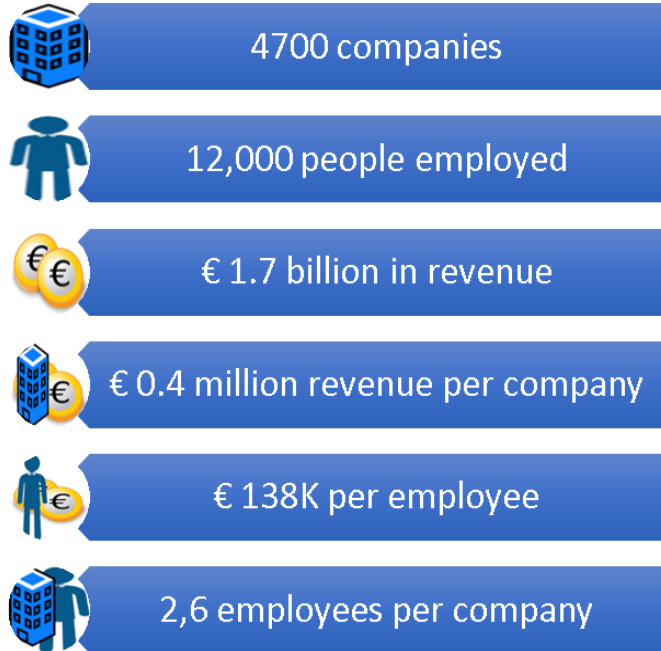 4700 companies
12,000 people employed
€ 1.7 billion in revenue
€ 0.4 million revenue per company
€ 138K per employee
2,6 employees per company